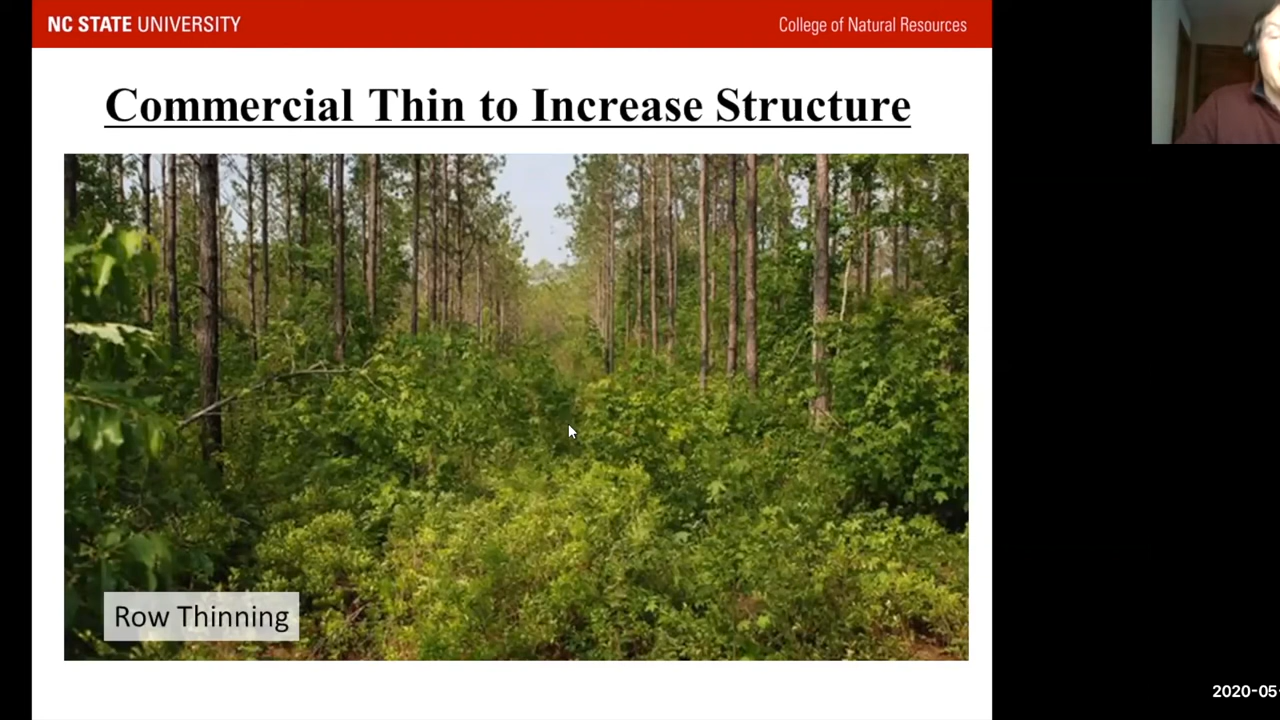 NC STATE UNIVERSITY
College of Natural Resources
Commercial Thin to Increase Structure
Row Thinning
2020-05-